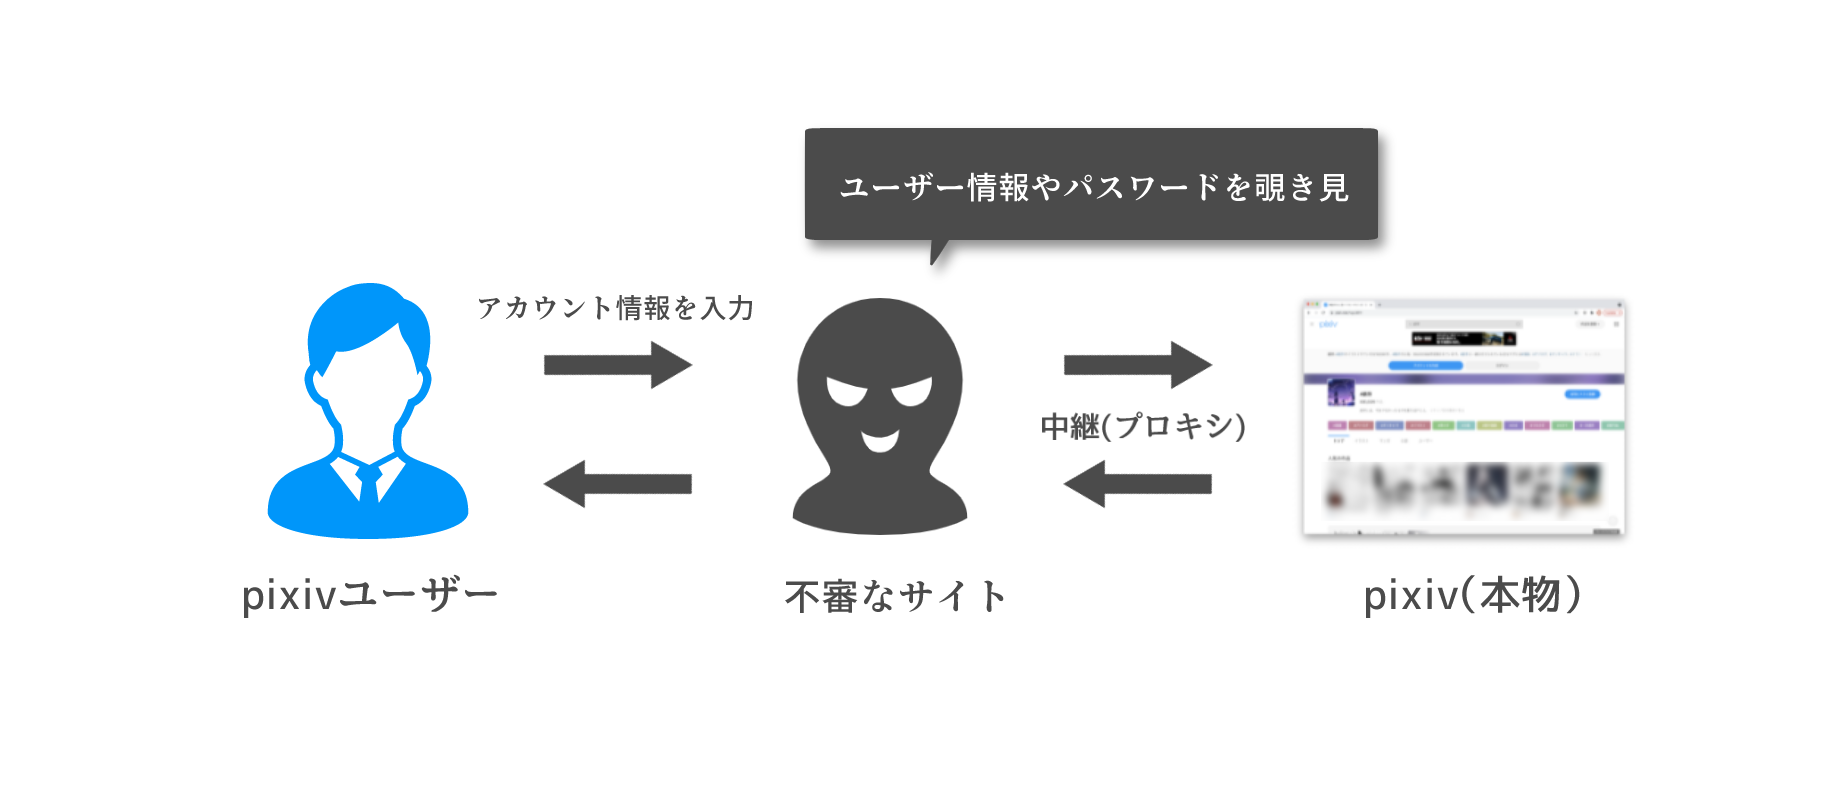 ユーザー情報やパスワードを覗き見
アカウント情報を入力
中継(プロキシ)
pixiv
pixivユーザー
不審なサイト
pixiv(本物)